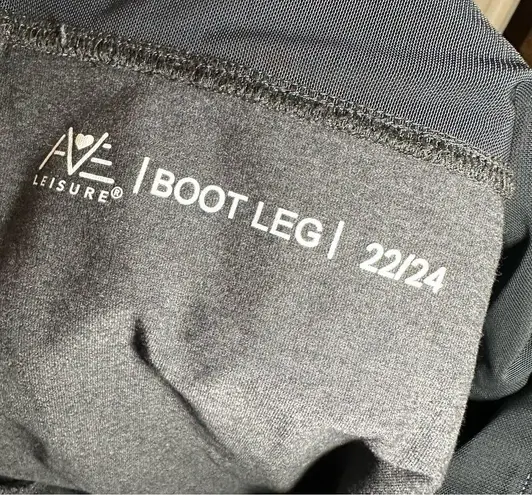 AVE
LEISURE® | BOOT LEG | 22/24